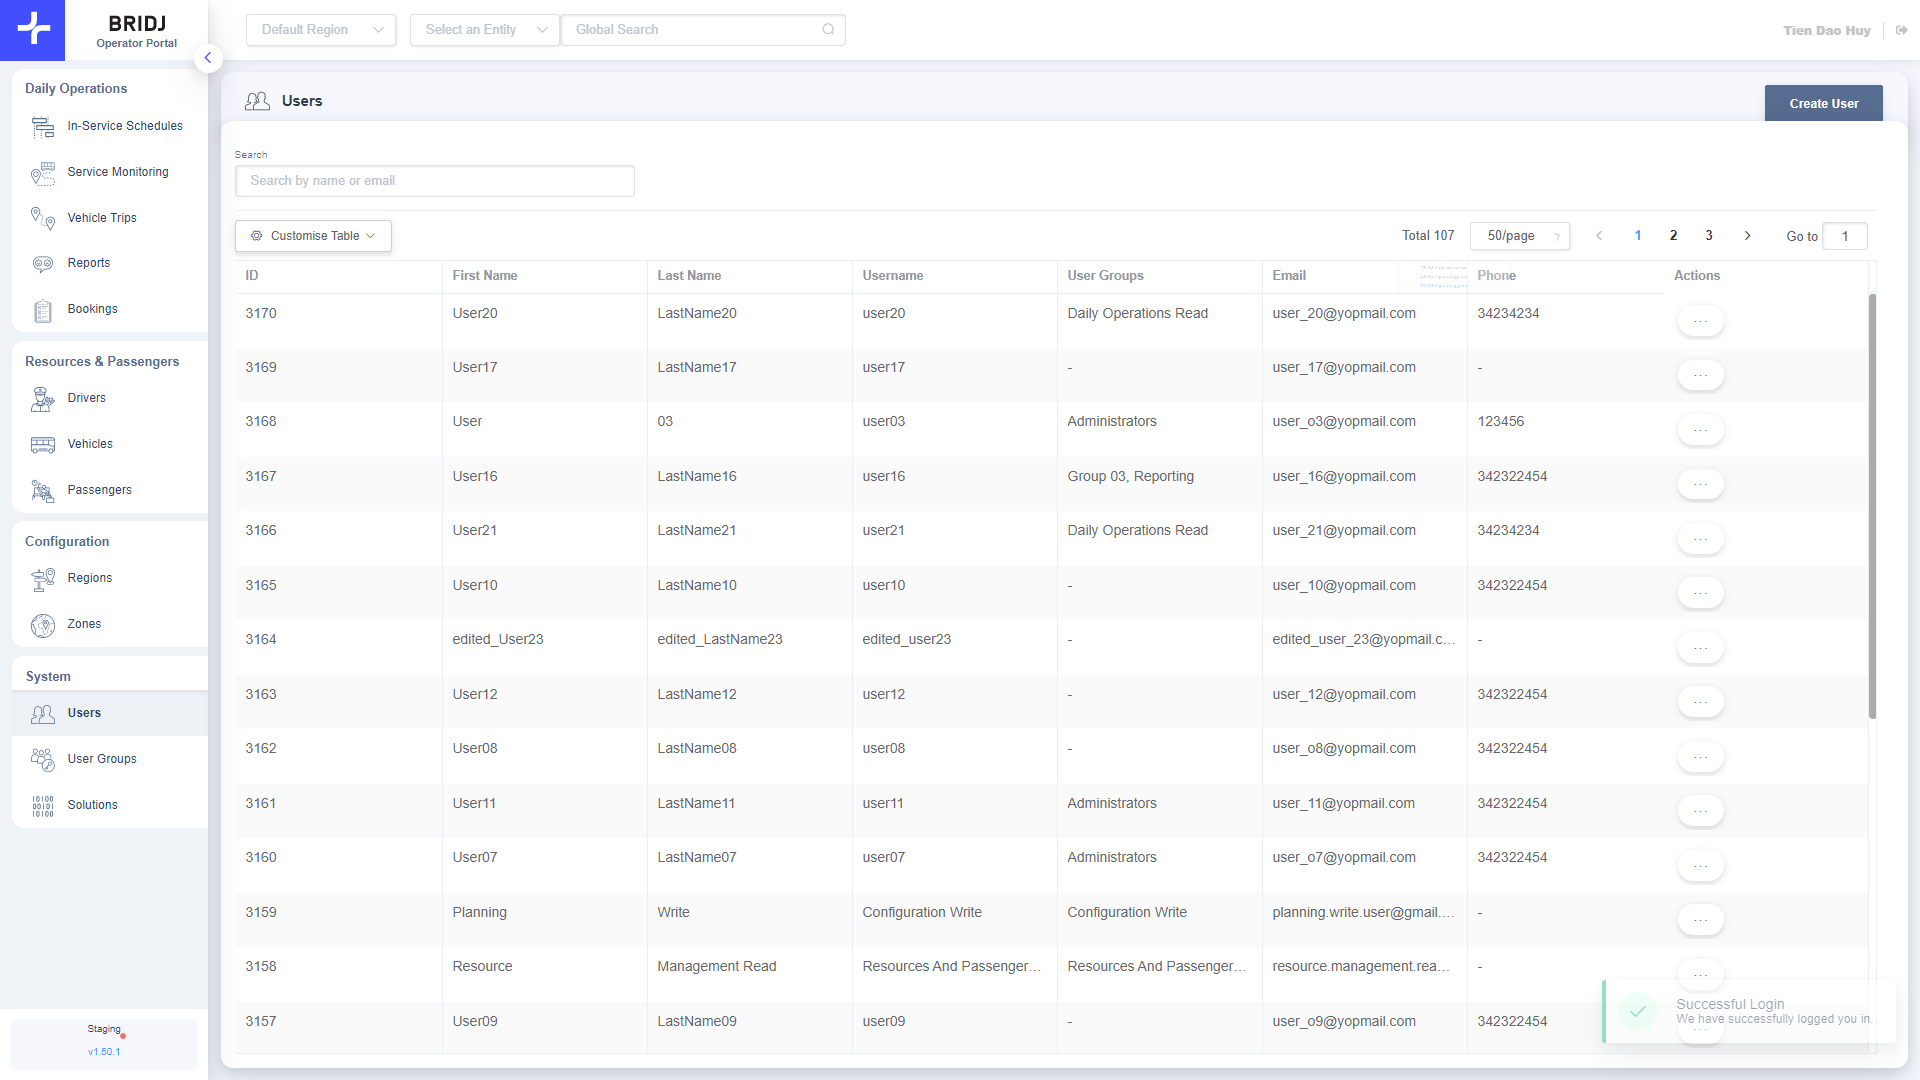 BRIDJ
Operator Portal
Default Region
Select an Entity
Global Search
Tien Dao Huy
Daily Operations
In-Service Schedules
Service Monitoring
Vehicle Trips
Reports
Bookings
Resources & Passengers
Drivers
Vehicles
Passengers
Configuration
Regions
Zones
System
Users
User Groups
Solutions
Staging
v1.50.1
Users
Create User
Search
Search by name or email
Customise Table
Total 107 50/page 1 2 3 Go to 1
ID First Name Last Name Username User Groups Email Phone Actions
3170 User20 LastName20 user20 Daily Operations Read user_20@yopmail.com 34234234 ...
3169 User17 LastName17 user17 - user_17@yopmail.com - ...
3168 User 03 user03 Administrators user_o3@yopmail.com 123456 ...
3167 User16 LastName16 user16 Group 03, Reporting user_16@yopmail.com 342322454 ...
3166 User21 LastName21 user21 Daily Operations Read user_21@yopmail.com 34234234 ...
3165 User10 LastName10 user10 - user_10@yopmail.com 342322454 ...
3164 edited_User23 edited_LastName23 edited_user23 - edited_user_23@yopmail.c... - ...
3163 User12 LastName12 user12 - user_12@yopmail.com 342322454 ...
3162 User08 LastName08 user08 - user_o8@yopmail.com 342322454 ...
3161 User11 LastName11 user11 Administrators user_11@yopmail.com 342322454 ...
3160 User07 LastName07 user07 Administrators user_o7@yopmail.com 342322454 ...
3159 Planning Write Configuration Write Configuration Write planning.write.user@gmail.... - ...
3158 Resource Management Read Resources And Passenger... Resources And Passenger... resource.management.rea... - ...
3157 User09 LastName09 user09 - user_o9@yopmail.com 342322454 ...
Successful Login
We have successfully logged you in.